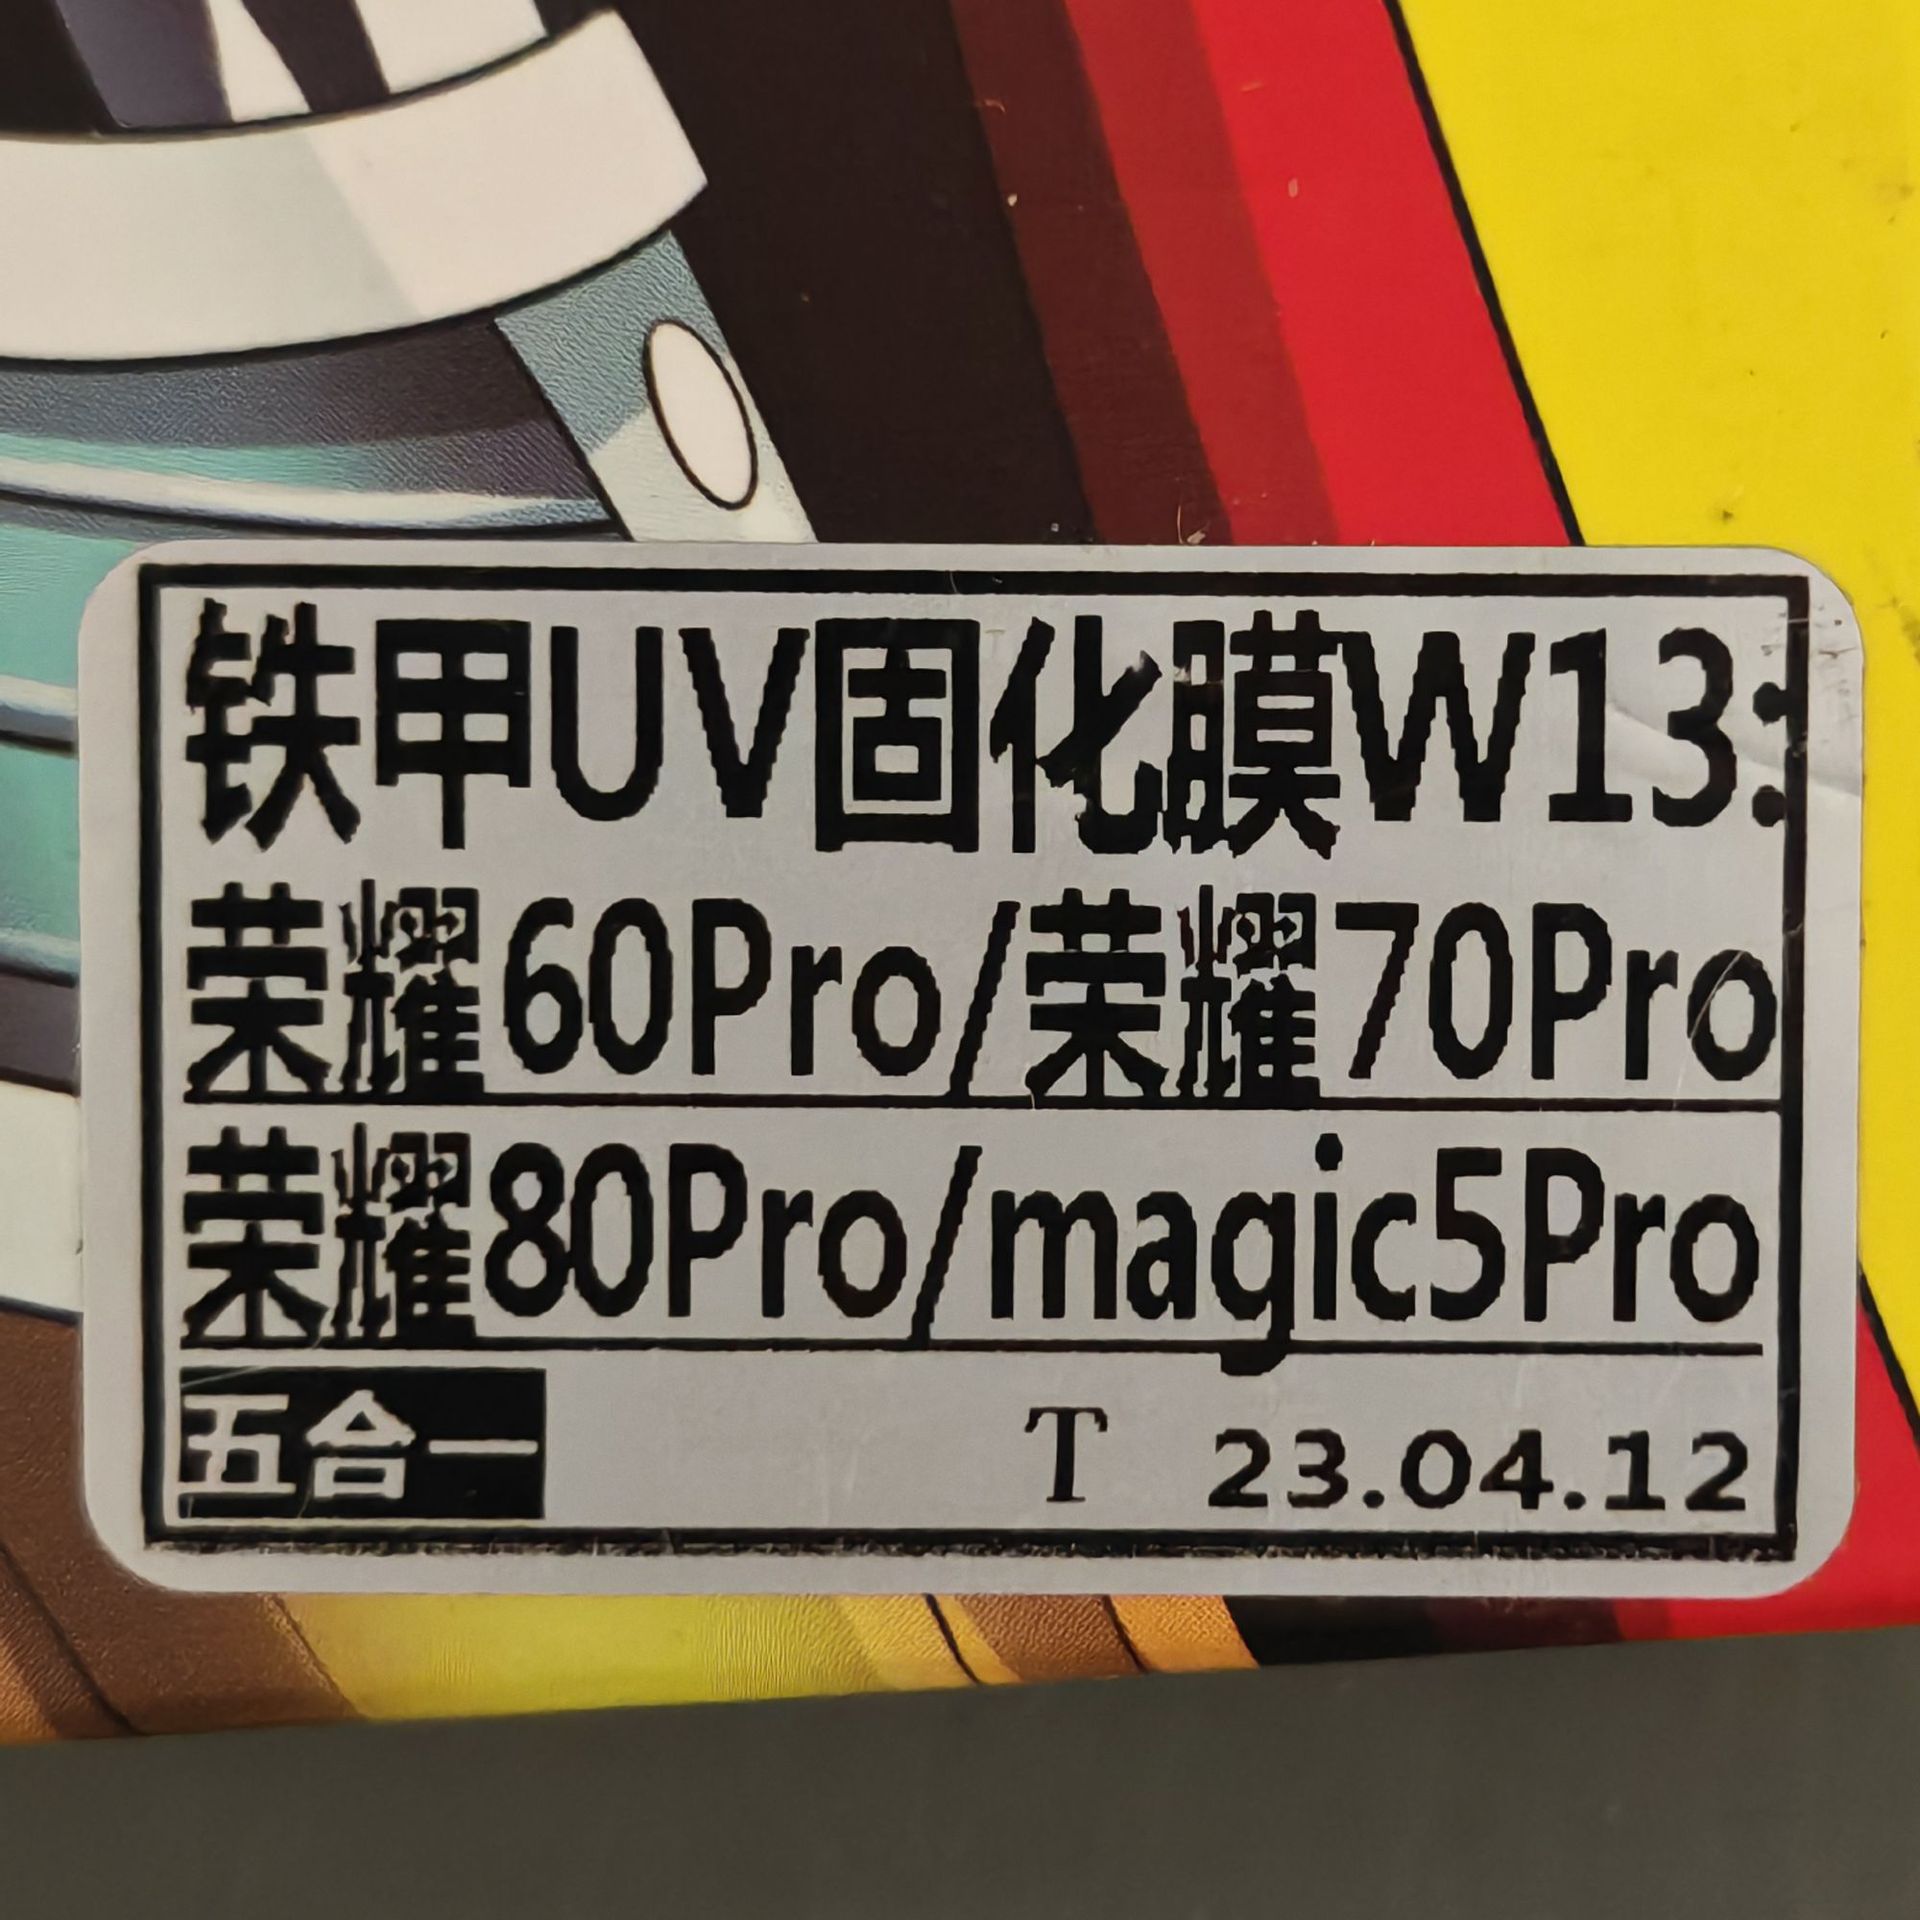 铁甲UV固化膜W13:
荣耀60Pro/荣耀70Pro
荣耀80Pro/magic5Pro
五合一 T 23.04.12